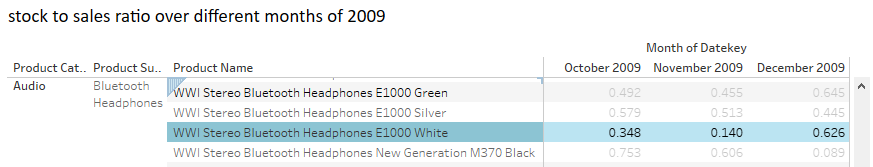 stock to sales ratio over different months of 2009
Month of Datekey
Product Cat.. Product Su.. Product Name October 2009 November 2009 December 2009
Audio Bluetooth Headphones WWI Stereo Bluetooth Headphones E1000 Green 0.492 0.455 0.645
WWI Stereo Bluetooth Headphones E1000 Silver 0.579 0.513 0.445
WWI Stereo Bluetooth Headphones E1000 White 0.348 0.140 0.626
WWI Stereo Bluetooth Headphones New Generation M370 Black 0.753 0.606 0.089